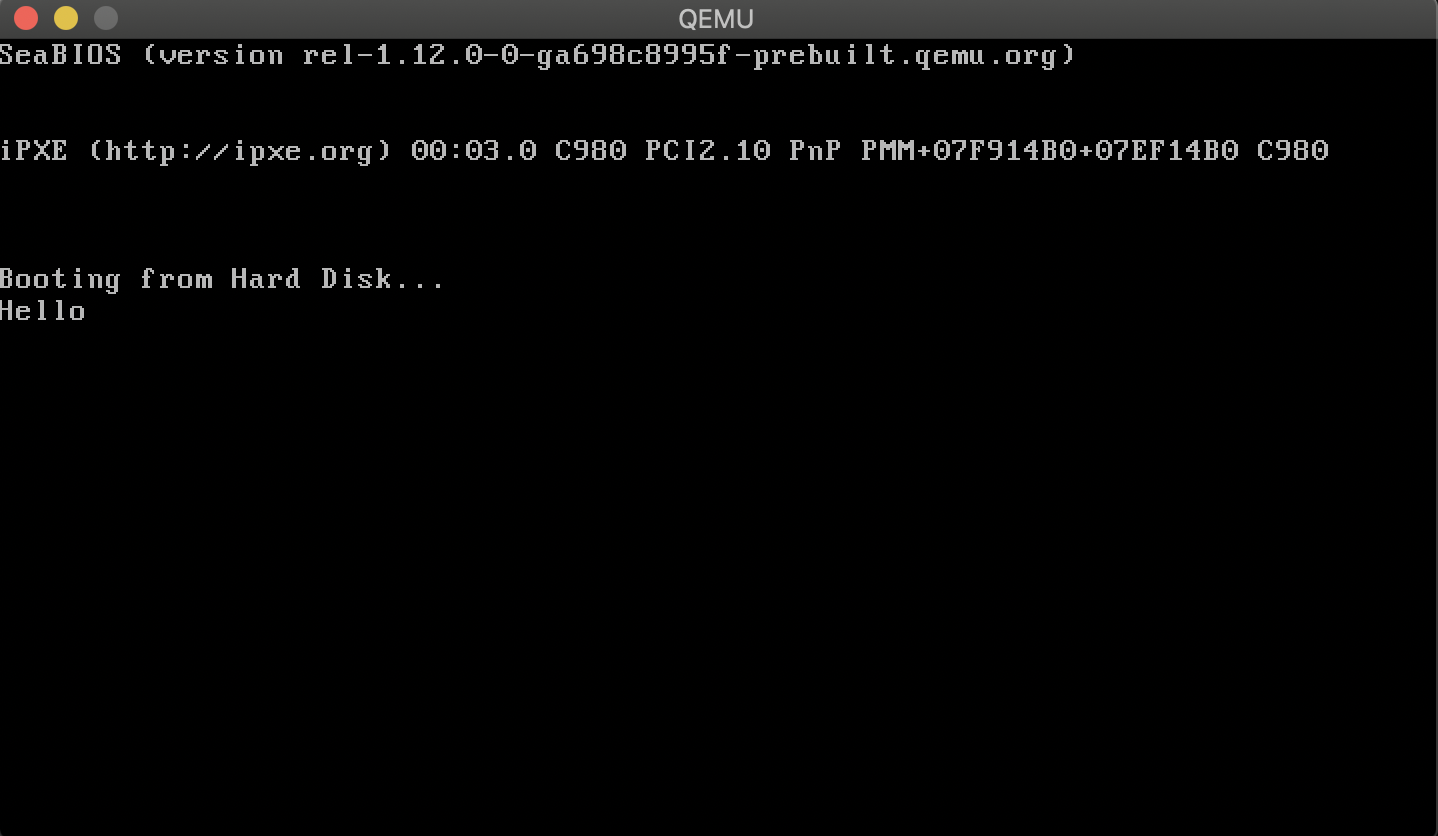 QEMU
SeaBIOS (version rel-1.12.0-0-ga698c8995f-prebuilt.qemu.org)
iPXE (http://ipxe.org) 00:03.0 C980 PCI2.10 PnP PMM+07F914B0+07EF14B0 C980
Booting from Hard Disk...
Hello